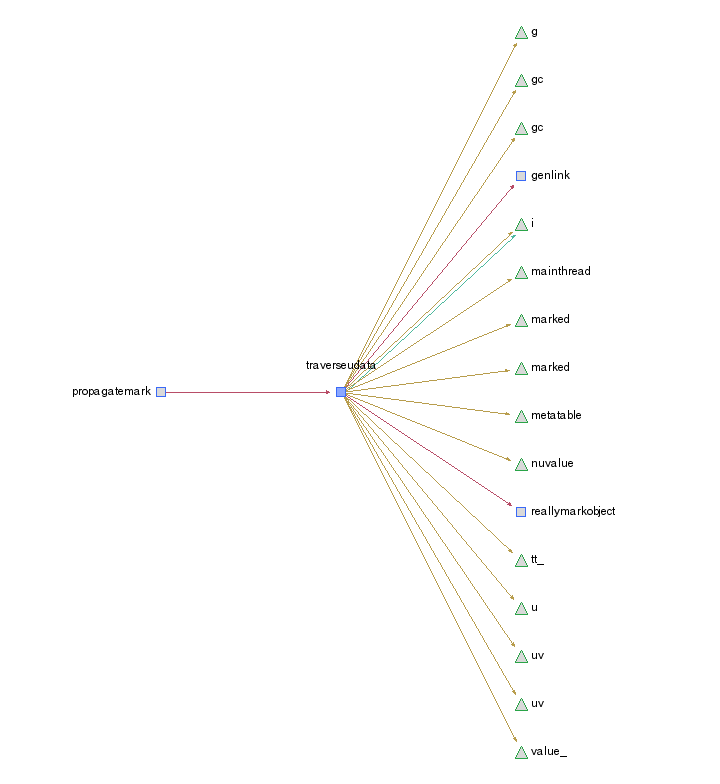 g
gc
gc
genlink
i
mainthread
marked
traverseudata
marked
propagatemark
metatable
nuvalue
reallymarkobject
tt_
u
uv
uv
value_